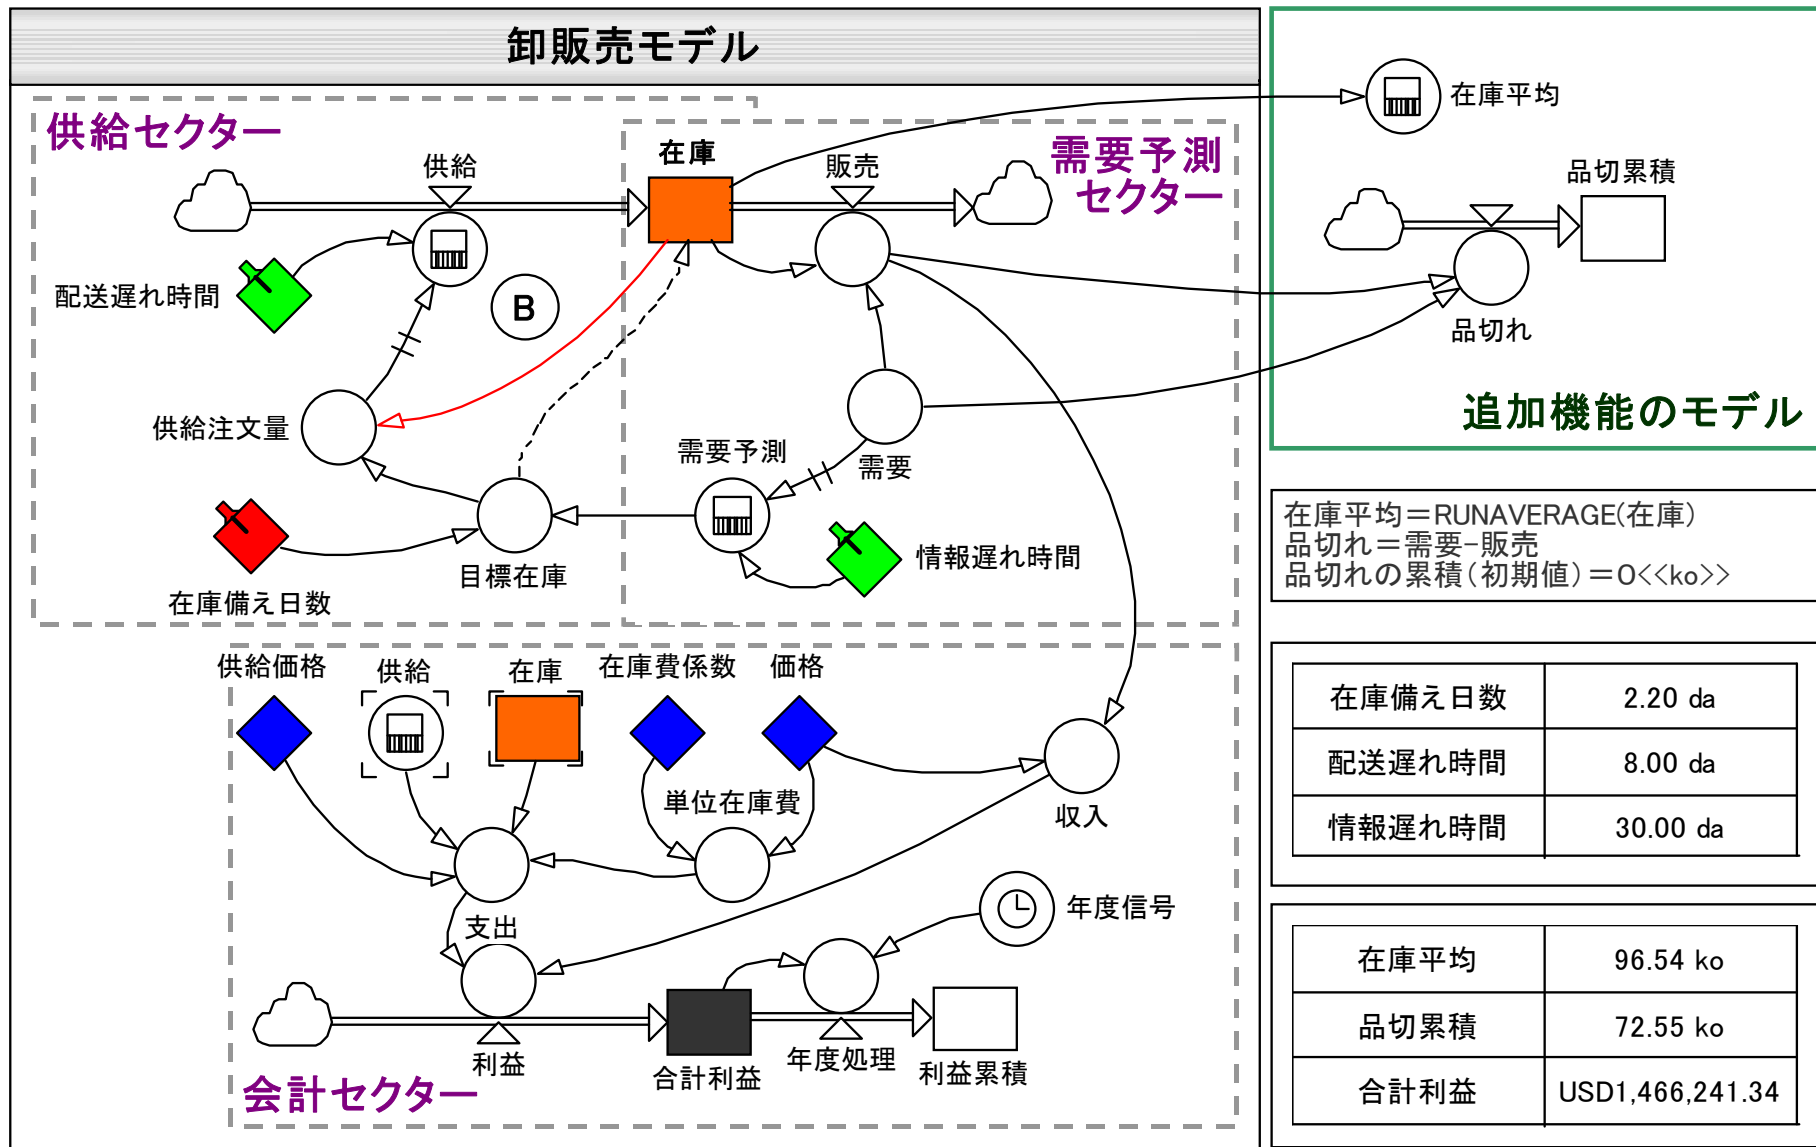 卸販売モデル
供給セクター
供給
在庫
販売
需要予測
セクター
配送遅れ時間
B
供給注文量
需要予測
需要
目標在庫
情報遅れ時間
在庫備え日数
供給価格
供給
在庫
在庫費係数
価格
単位在庫費
収入
支出
年度信号
利益
合計利益
年度処理
利益累積
会計セクター
在庫平均
品切累積
品切れ
追加機能のモデル
在庫平均＝RUNAVERAGE(在庫)
品切れ＝需要-販売
品切れの累積(初期値)＝0<<ko>>
在庫備え日数 2.20 da
配送遅れ時間 8.00 da
情報遅れ時間 30.00 da
在庫平均 96.54 ko
品切累積 72.55 ko
合計利益 USD1,466,241.34